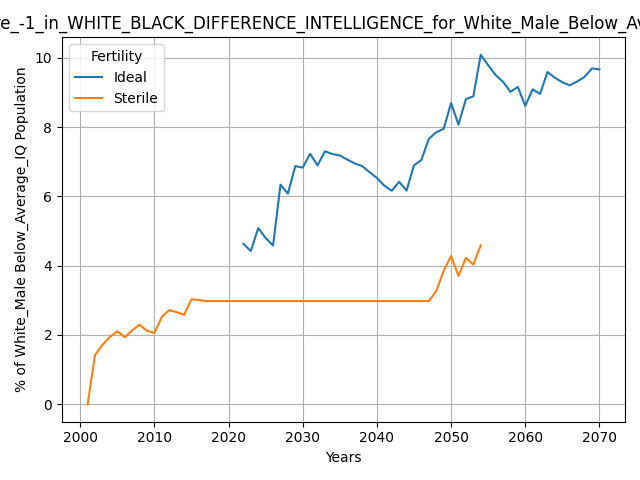 re_-1_in_WHITE_BLACK_DIFFERENCE_INTELLIGENCE_for_White_Male_Below_Av
Fertility
Ideal
Sterile
% of White_Male Below_Average_IQ Population
10
8
6
4
2
0
2000 2010 2020 2030 2040 2050 2060 2070
Years